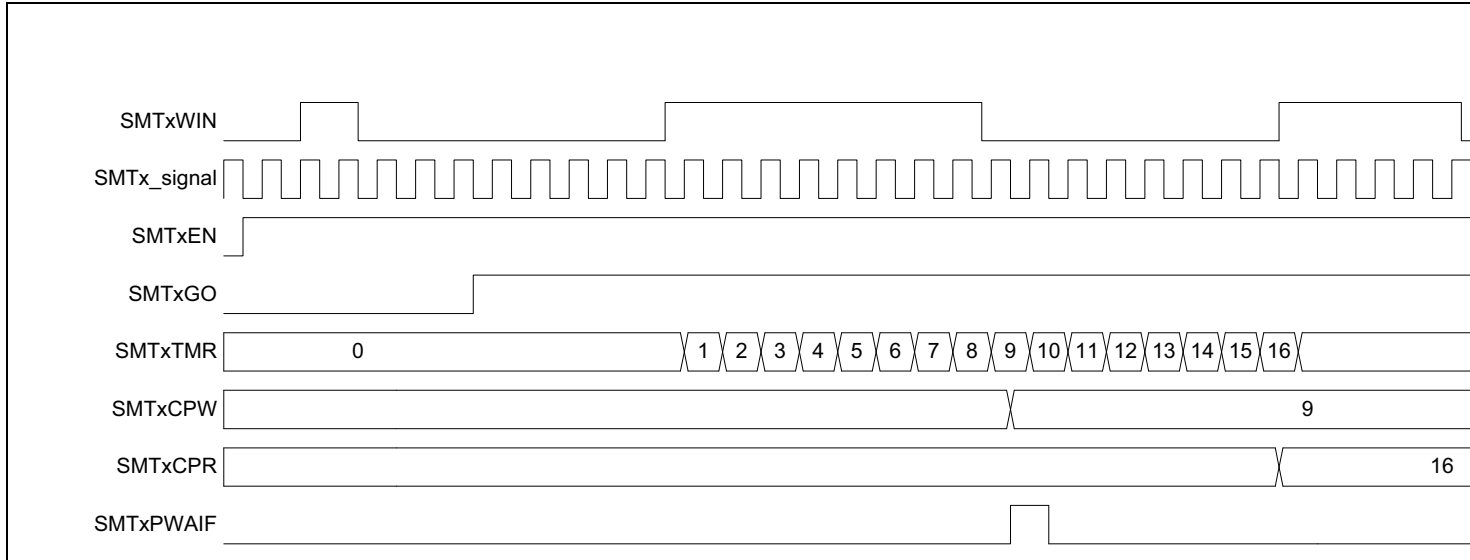 SMTxWIN
SMTx_signal
SMTxEN
SMTxGO
SMTxTMR 0 1 2 3 4 5 6 7 8 9 10 11 12 13 14 15 16
SMTxCPW 9
SMTxCPR 16
SMTxPWAIF